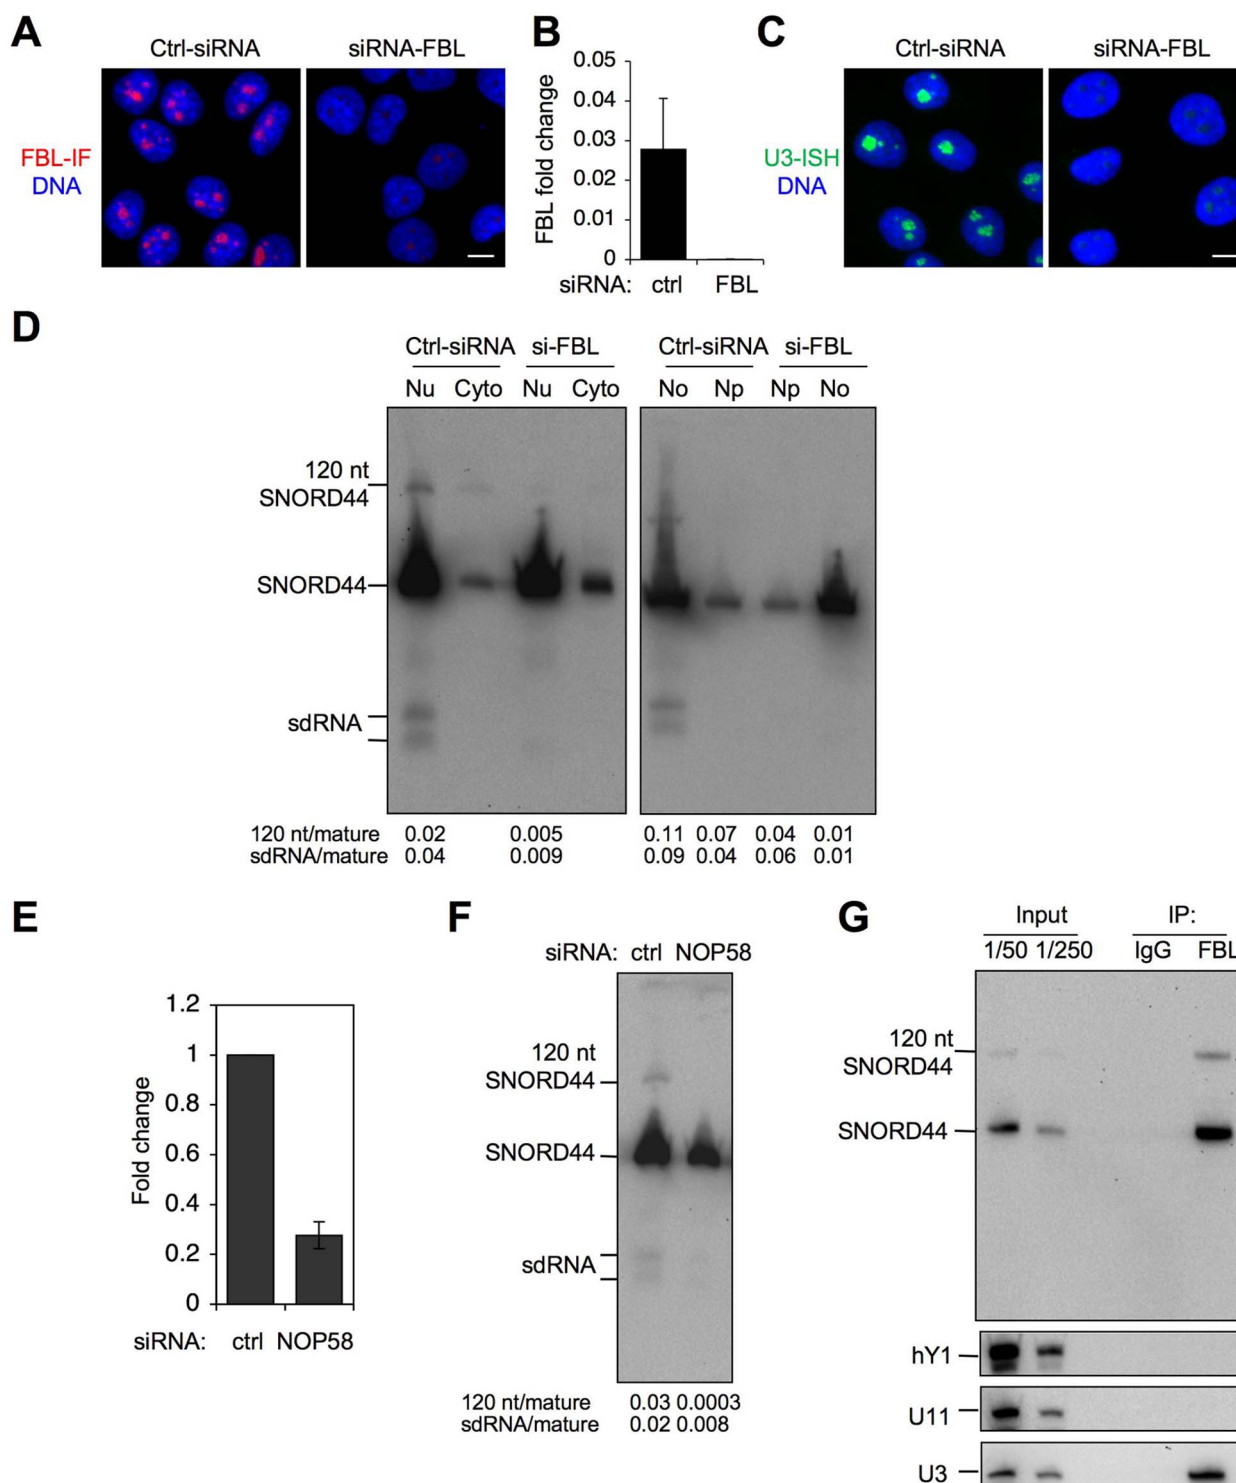 A
Ctrl-siRNA siRNA-FBL
FBL-IF
DNA
B
FBL fold change
0.05
0.04
0.03
0.02
0.01
0
siRNA: ctrl FBL
C
Ctrl-siRNA siRNA-FBL
U3-ISH
DNA
D
Ctrl-siRNA si-FBL Ctrl-siRNA si-FBL
Nu Cyto Nu Cyto No Np Np No
120 nt
SNORD44
SNORD44
sdRNA
120 nt/mature 0.02 0.005 0.11 0.07 0.04 0.01
sdRNA/mature 0.04 0.009 0.09 0.04 0.06 0.01
E
Fold change
1.2
1
0.8
0.6
0.4
0.2
0
siRNA: ctrl NOP58
F
siRNA: ctrl NOP58
120 nt
SNORD44
SNORD44
sdRNA
120 nt/mature 0.03 0.0003
sdRNA/mature 0.02 0.008
G
Input IP:
1/50 1/250 IgG FBL
120 nt
SNORD44
SNORD44
hY1
U11
U3